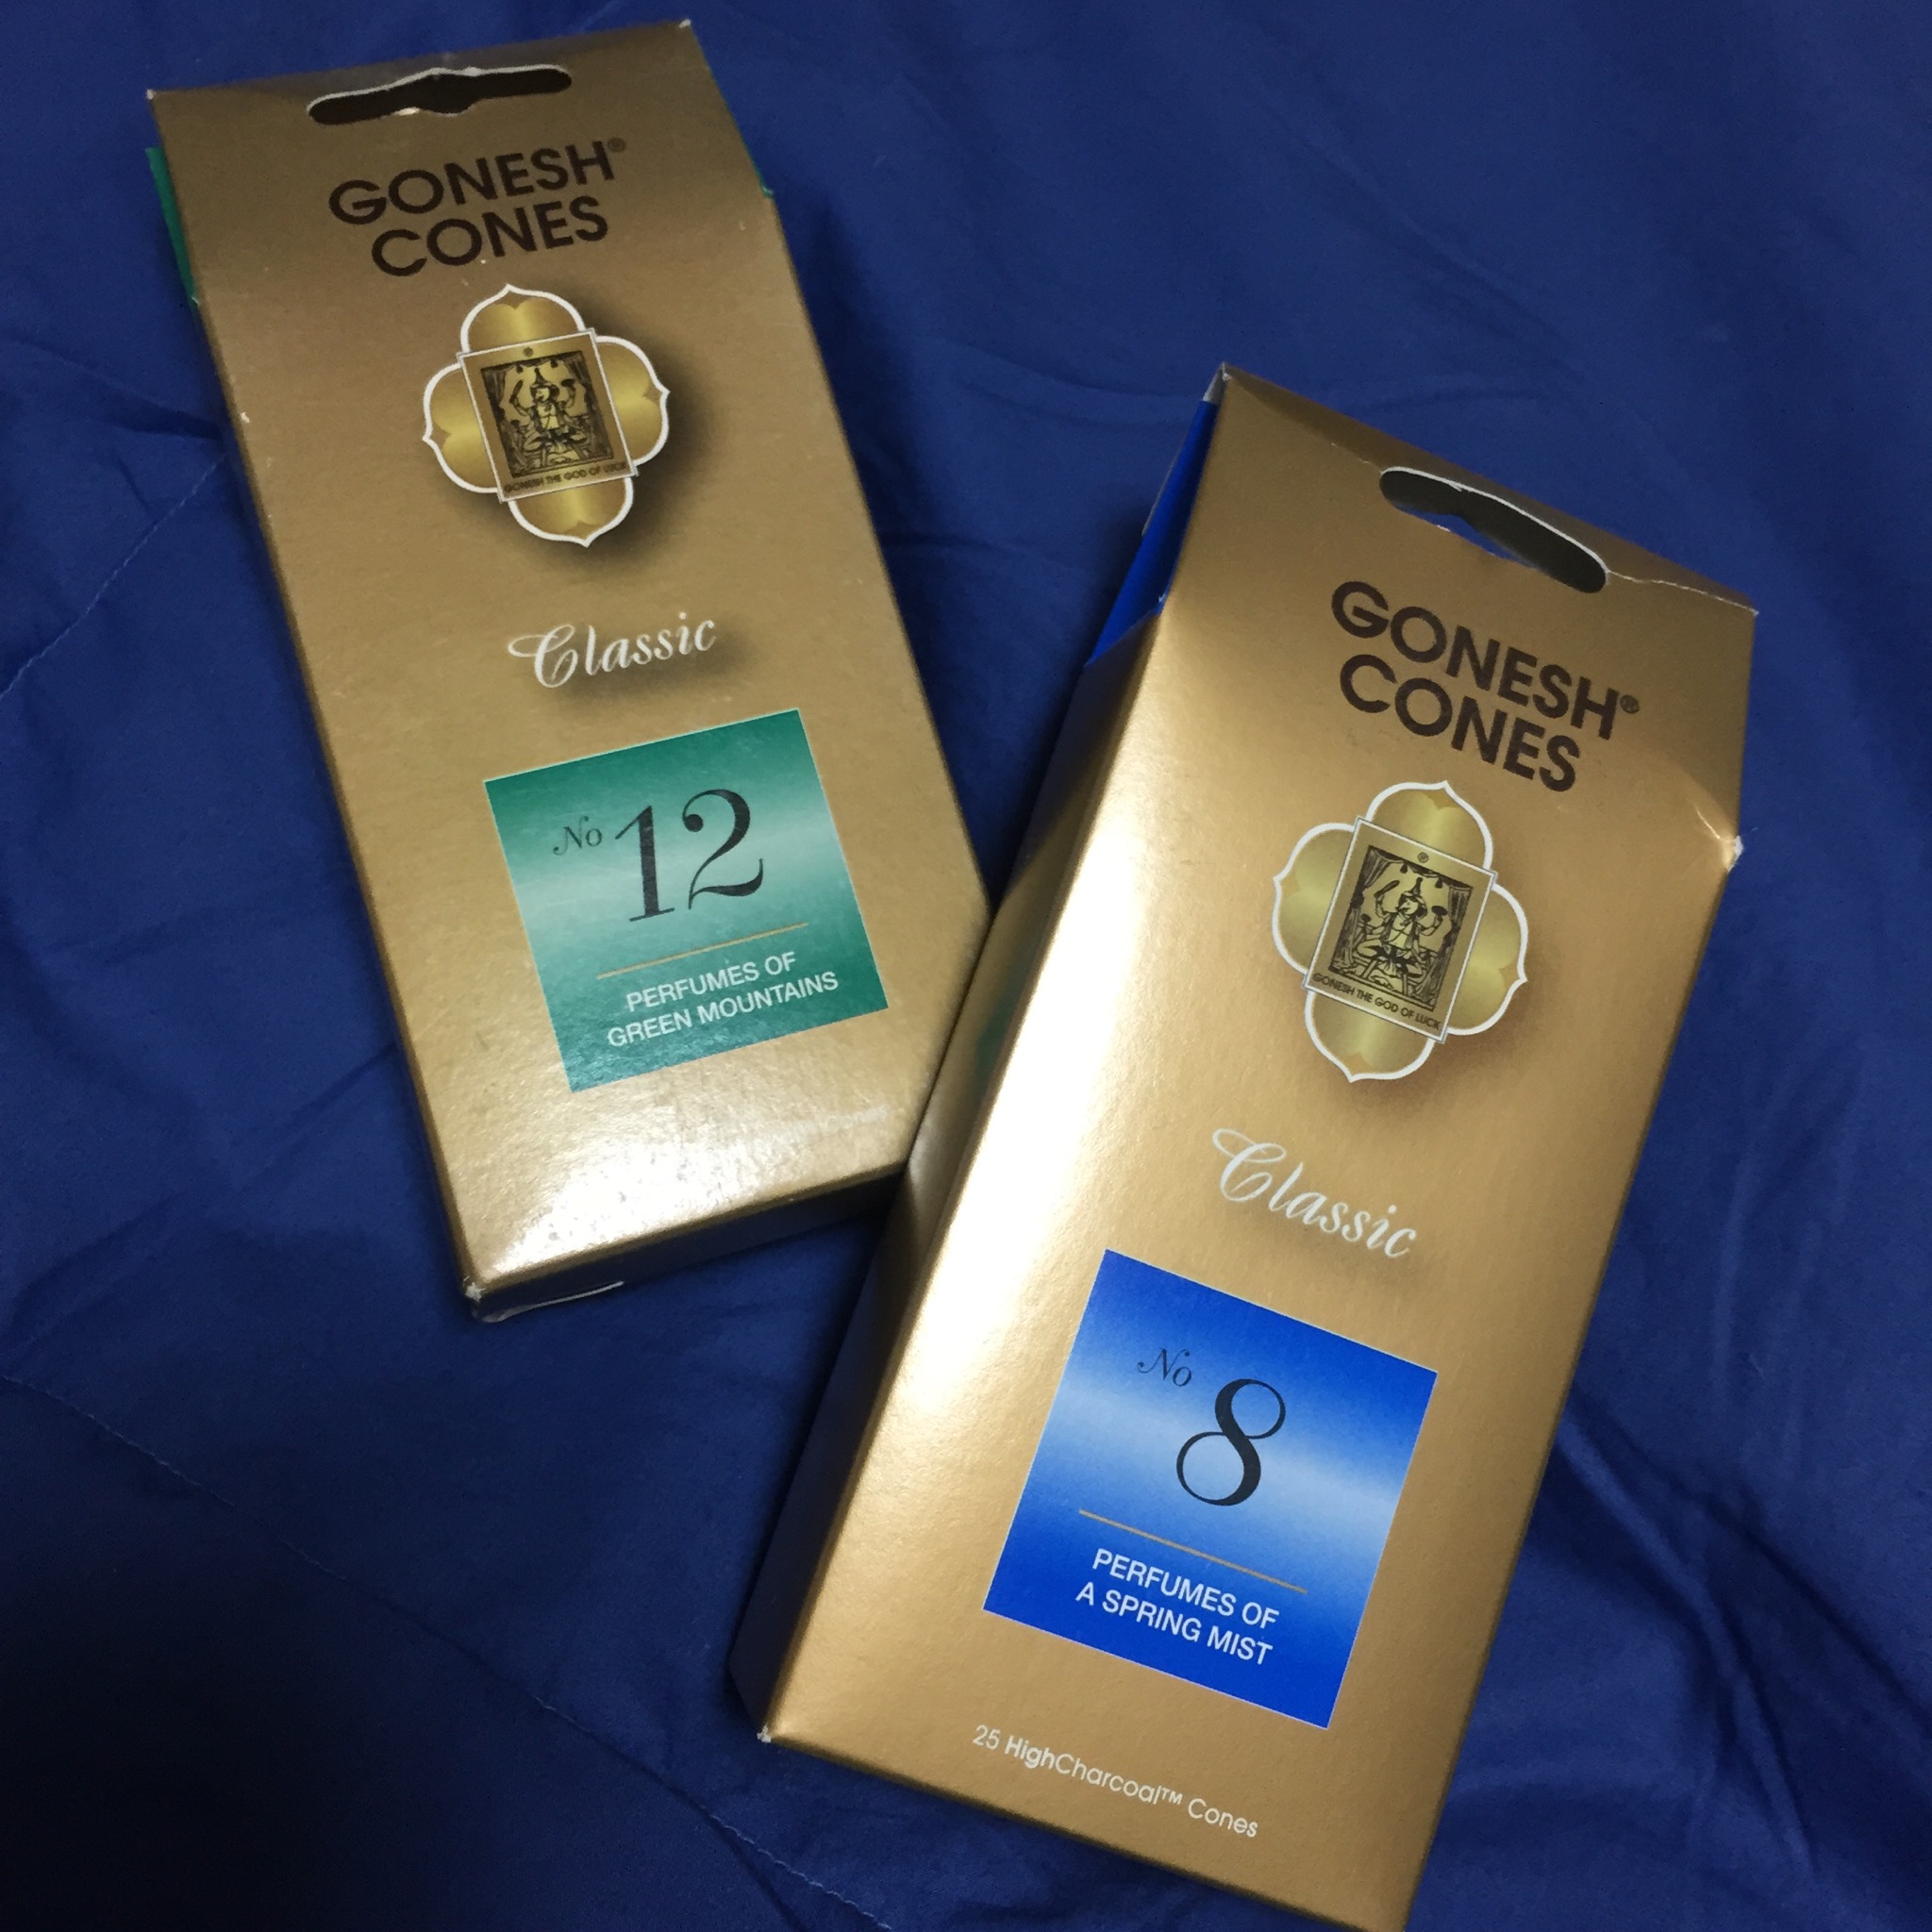 GONESH®
CONES
®
GONESH THE GOD OF LUCK
Classic
No 12
PERFUMES OF
GREEN MOUNTAINS
GONESH®
CONES
®
GONESH THE GOD OF LUCK
Classic
No 8
PERFUMES OF
A SPRING MIST
25 HighCharcoal™ Cones